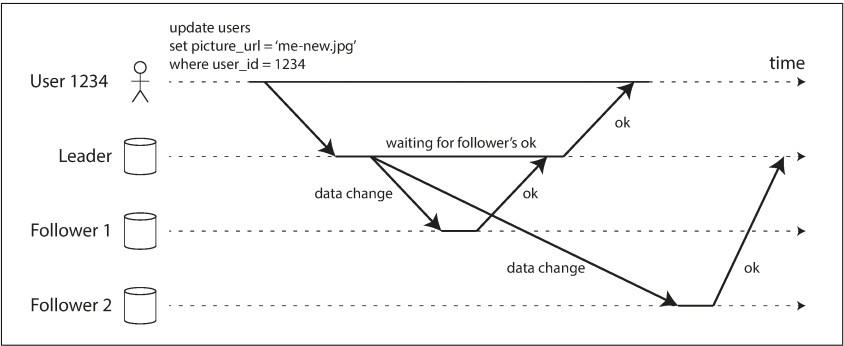 update users
set picture_url = ‘me-new.jpg’
where user_id = 1234
time
User 1234
ok
waiting for follower’s ok
Leader
data change
ok
Follower 1
data change
ok
Follower 2